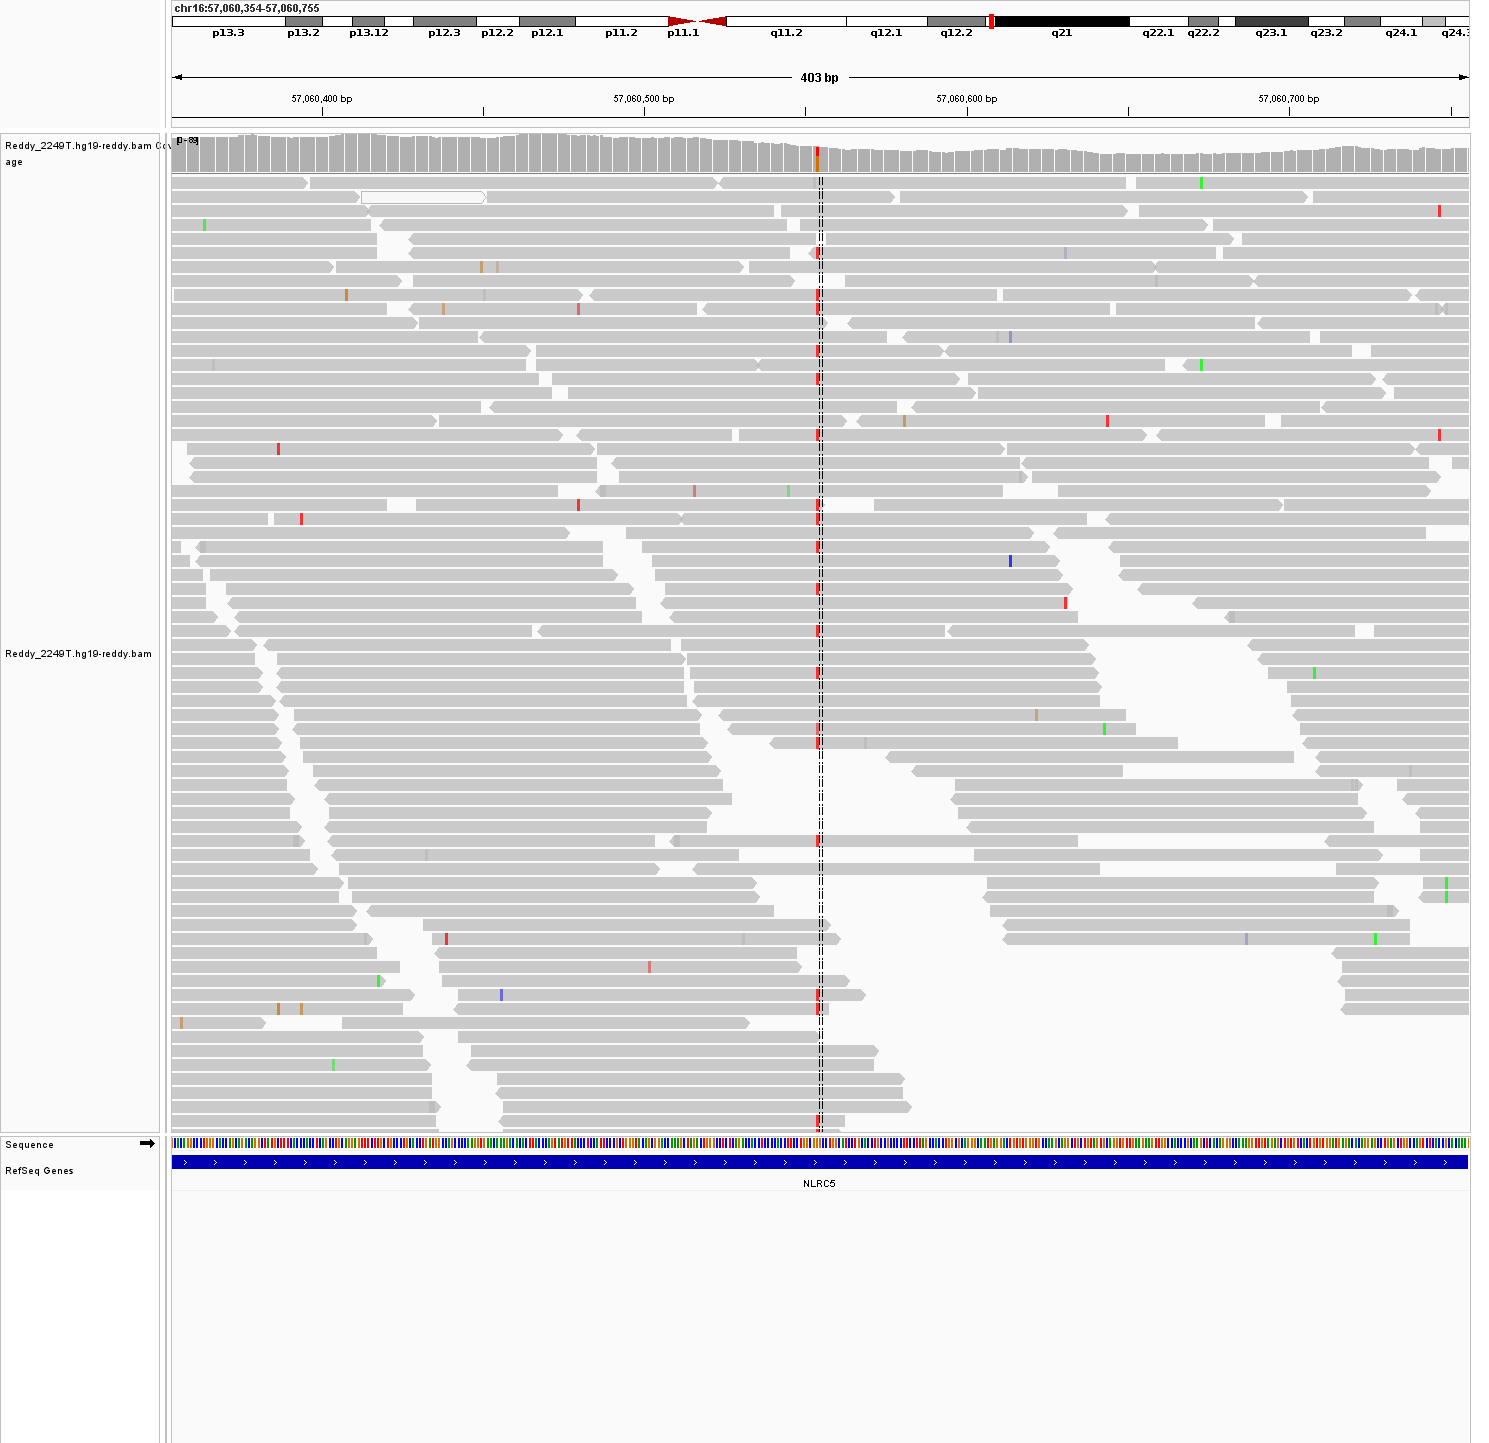 chr16:57,060,354-57,060,755
p13.3 p13.2 p13.12 p12.3 p12.2 p12.1 p11.2 p11.1 q11.2 q12.1 q12.2 q21 q22.1 q22.2 q23.1 q23.2 q24.1 q24.3
403 bp
57,060,400 bp 57,060,500 bp 57,060,600 bp 57,060,700 bp
Reddy_2249T.hg19-reddy.bam Cov
age
Reddy_2249T.hg19-reddy.bam
Sequence
RefSeq Genes
NLRC5